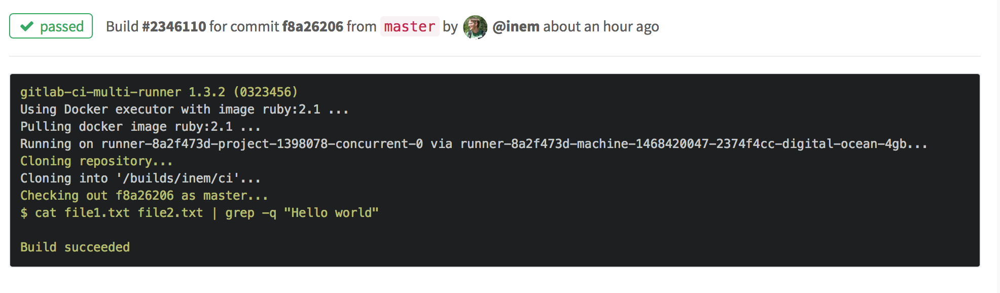 passed Build #2346110 for commit f8a26206 from master by @inem about an hour ago
gitlab-ci-multi-runner 1.3.2 (0323456)
Using Docker executor with image ruby:2.1 ...
Pulling docker image ruby:2.1 ...
Running on runner-8a2f473d-project-1398078-concurrent-0 via runner-8a2f473d-machine-1468420047-2374f4cc-digital-ocean-4gb...
Cloning repository...
Cloning into '/builds/inem/ci'...
Checking out f8a26206 as master...
$ cat file1.txt file2.txt | grep -q "Hello world"
Build succeeded